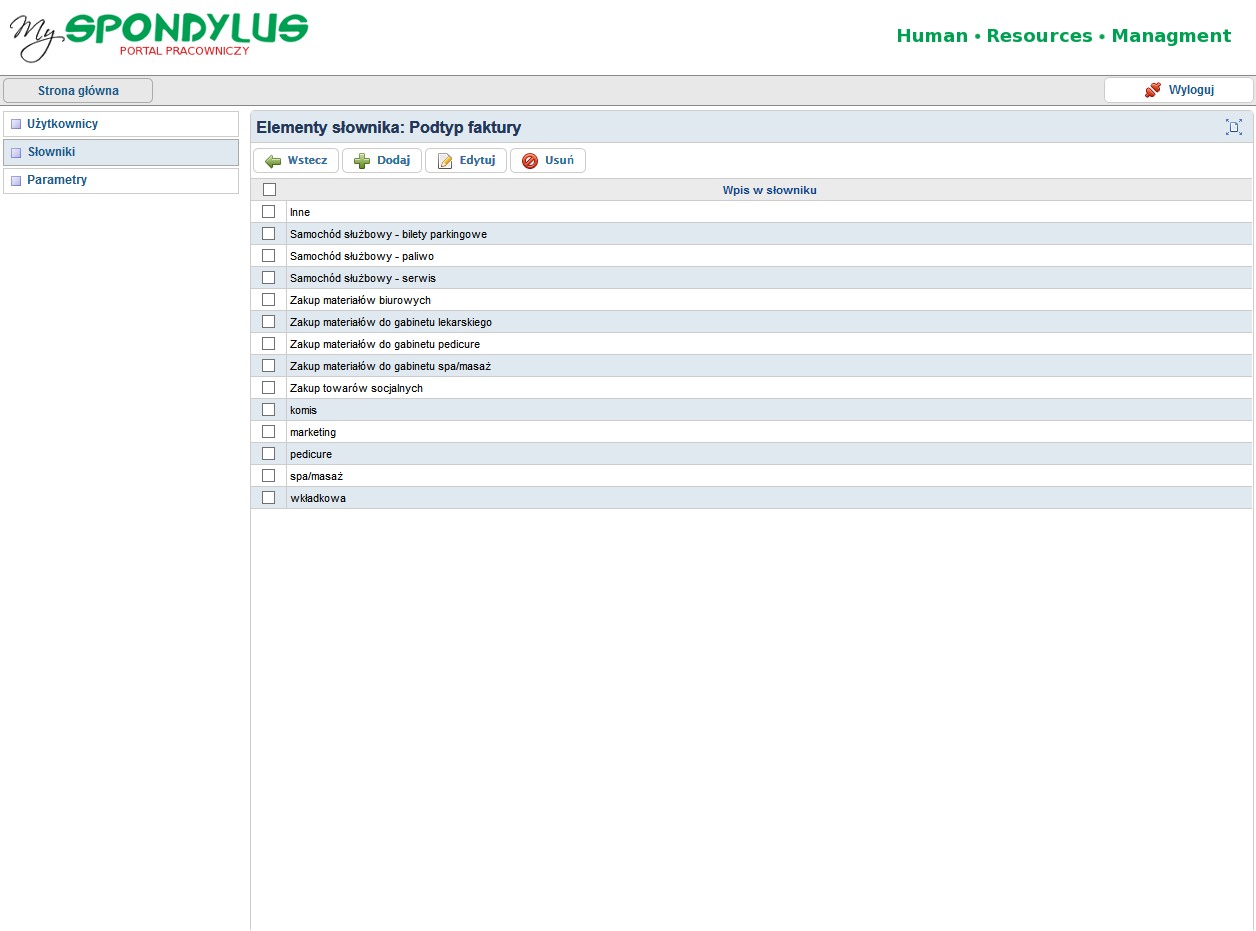 My SPONDYLUS
PORTAL PRACOWNICZY
Human • Resources • Managment
Strona główna
Wyloguj
Użytkownicy
Słowniki
Parametry
Elementy słownika: Podtyp faktury
Wstecz Dodaj Edytuj Usuń
Wpis w słowniku
Inne
Samochód służbowy - bilety parkingowe
Samochód służbowy - paliwo
Samochód służbowy - serwis
Zakup materiałów biurowych
Zakup materiałów do gabinetu lekarskiego
Zakup materiałów do gabinetu pedicure
Zakup materiałów do gabinetu spa/masaż
Zakup towarów socjalnych
komis
marketing
pedicure
spa/masaż
wkładkowa